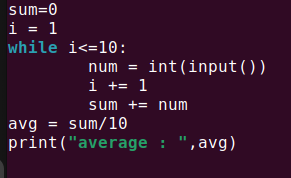 sum=0
i = 1
while i<=10:
        num = int(input())
        i += 1
        sum += num
avg = sum/10
print("average : ",avg)